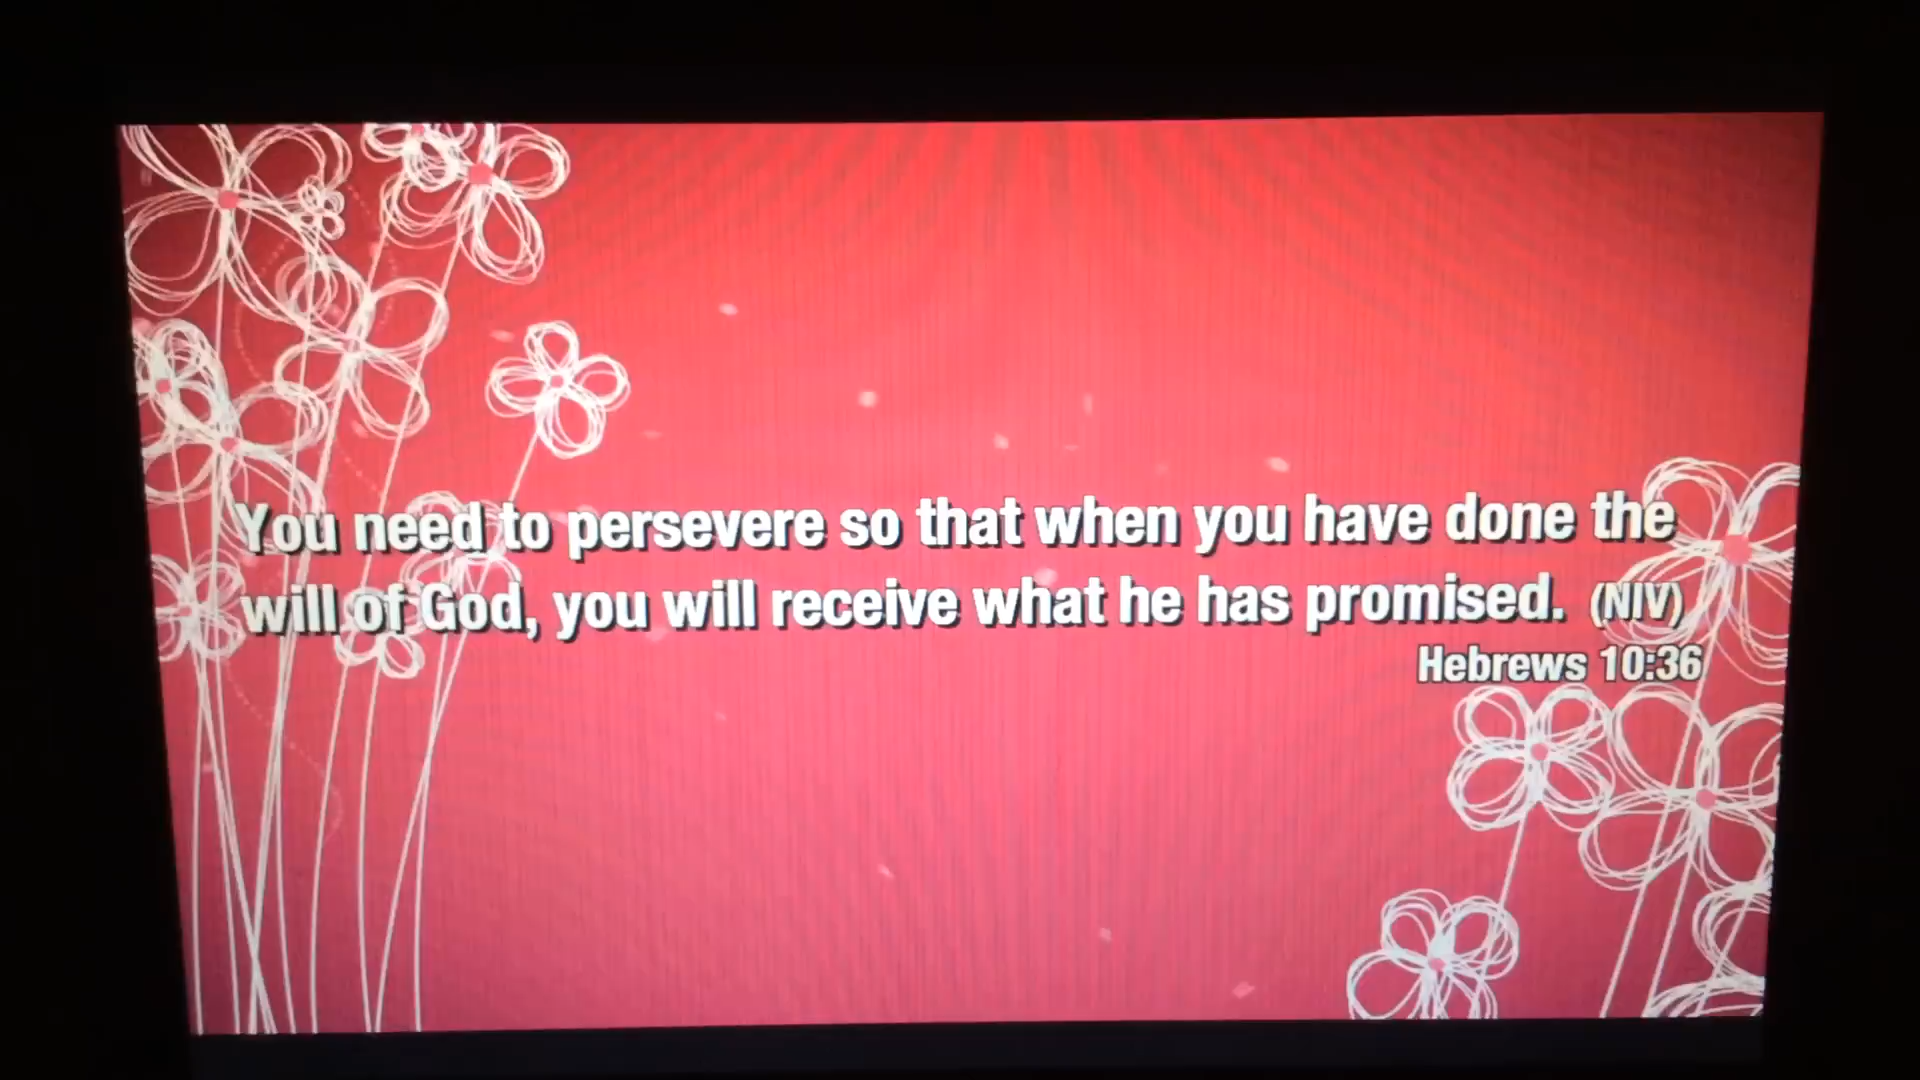 You need to persevere so that when you have done the
will of God, you will receive what he has promised. (NIV)
Hebrews 10:36